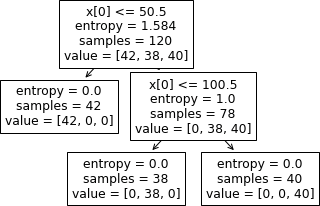 x[0] <= 50.5
entropy = 1.584
samples = 120
value = [42, 38, 40]
entropy = 0.0
samples = 42
value = [42, 0, 0]
x[0] <= 100.5
entropy = 1.0
samples = 78
value = [0, 38, 40]
entropy = 0.0
samples = 38
value = [0, 38, 0]
entropy = 0.0
samples = 40
value = [0, 0, 40]